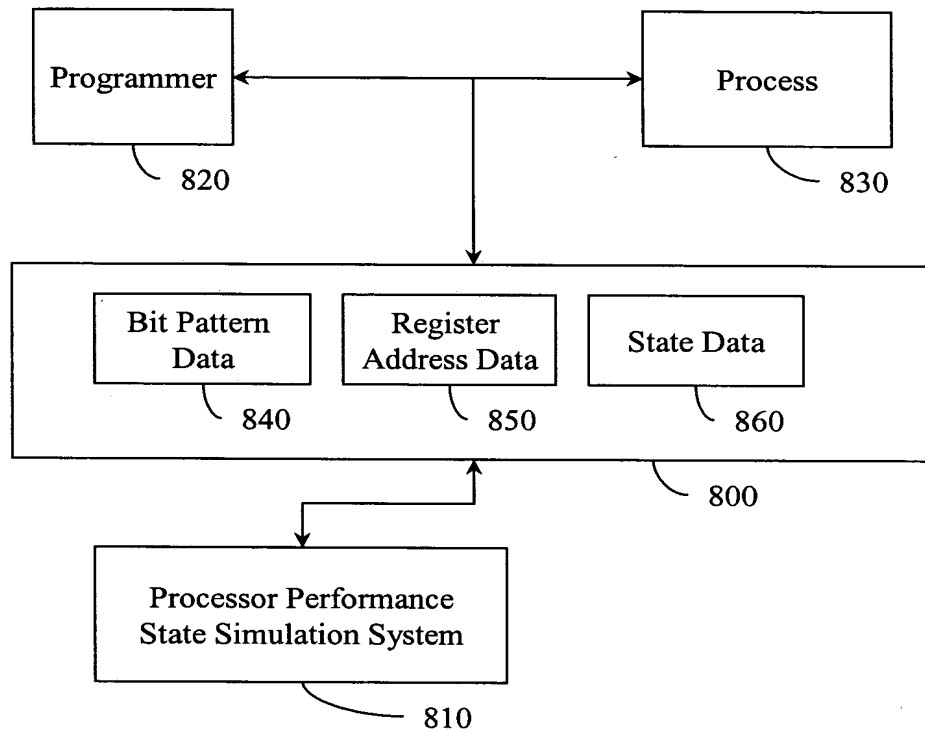 Programmer
820
Process
830
Bit Pattern
Data
840
Register
Address Data
850
State Data
860
800
Processor Performance
State Simulation System
810